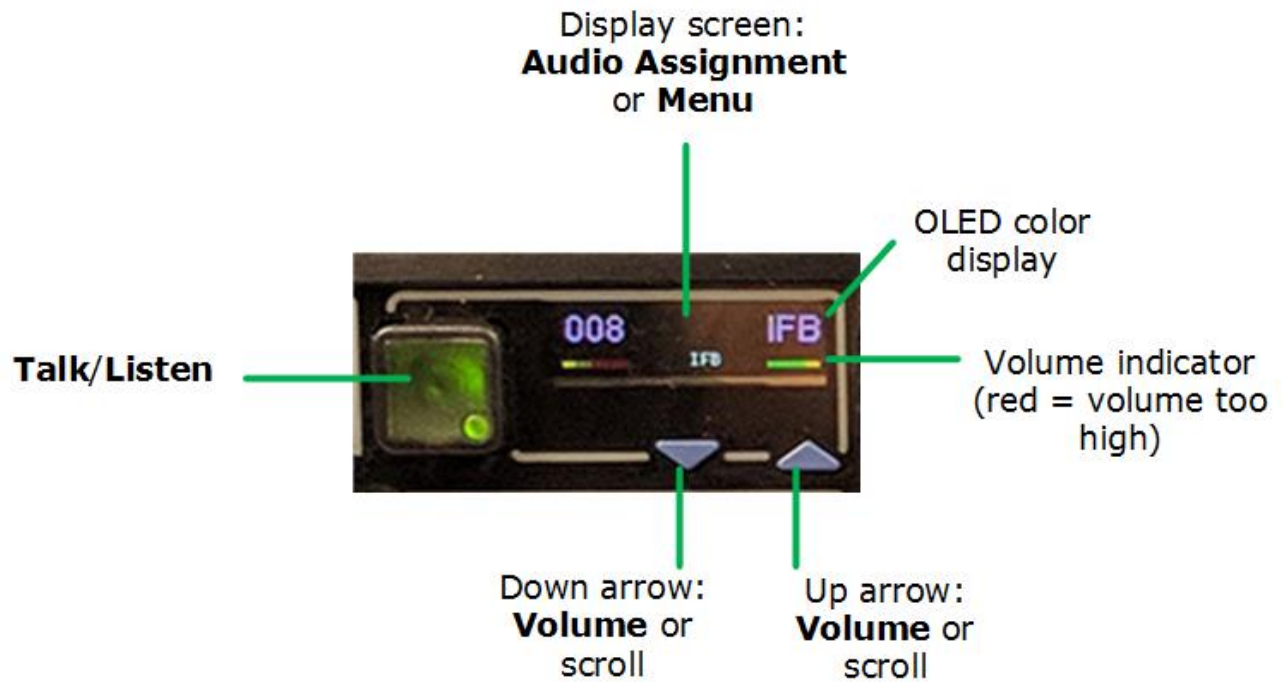 Display screen:
Audio Assignment
or Menu
OLED color
display
008
IFB
IFB
Talk/Listen
Volume indicator
(red = volume too
high)
Down arrow:
Volume or
scroll
Up arrow:
Volume or
scroll